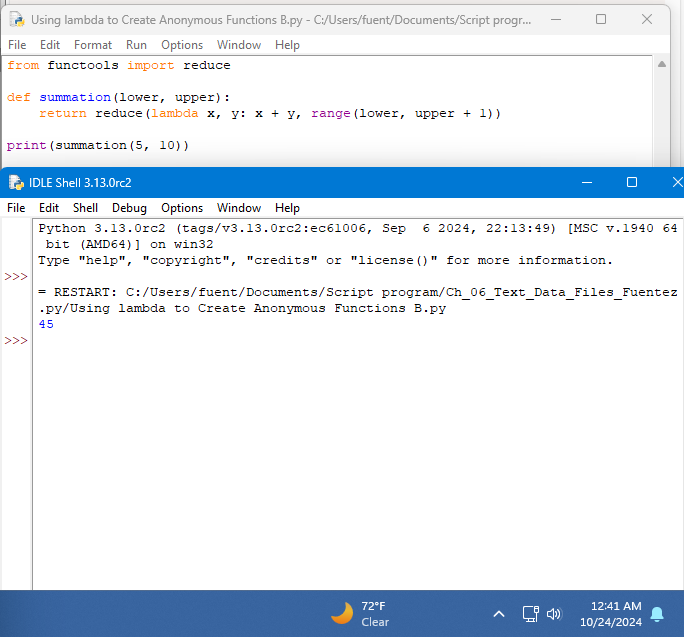 Using lambda to Create Anonymous Functions B.py - C:/Users/fuent/Documents/Script progr...
File Edit Format Run Options Window Help
from functools import reduce
def summation(lower, upper):
    return reduce(lambda x, y: x + y, range(lower, upper + 1))
print(summation(5, 10))
IDLE Shell 3.13.0rc2
File Edit Shell Debug Options Window Help
Python 3.13.0rc2 (tags/v3.13.0rc2:ec61006, Sep  6 2024, 22:13:49) [MSC v.1940 64
 bit (AMD64)] on win32
Type "help", "copyright", "credits" or "license()" for more information.
>>>
= RESTART: C:/Users/fuent/Documents/Script program/Ch_06_Text_Data_Files_Fuentez
.py/Using lambda to Create Anonymous Functions B.py
45
>>>
72°F
Clear
12:41 AM
10/24/2024